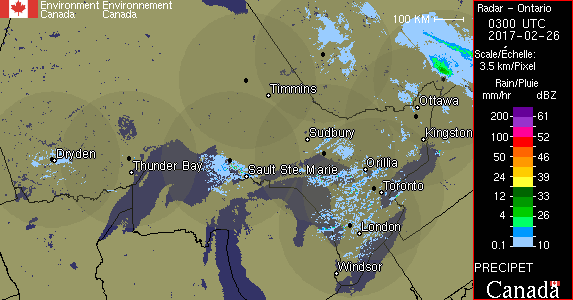 Environment Environnement
Canada Canada
100 KM
Timmins
Ottawa
Sudbury
Kingston
Dryden
Thunder Bay
Sault Ste-Marie
Orillia
Toronto
London
Windsor
Radar - Ontario
0300 UTC
2017-02-26
Scale/Échelle:
3.5 km/Pixel
Rain/Pluie
mm/hr dBZ
200 61
100 52
50 46
24 39
12 33
4 26
0.1 10
PRECIPET
Canada